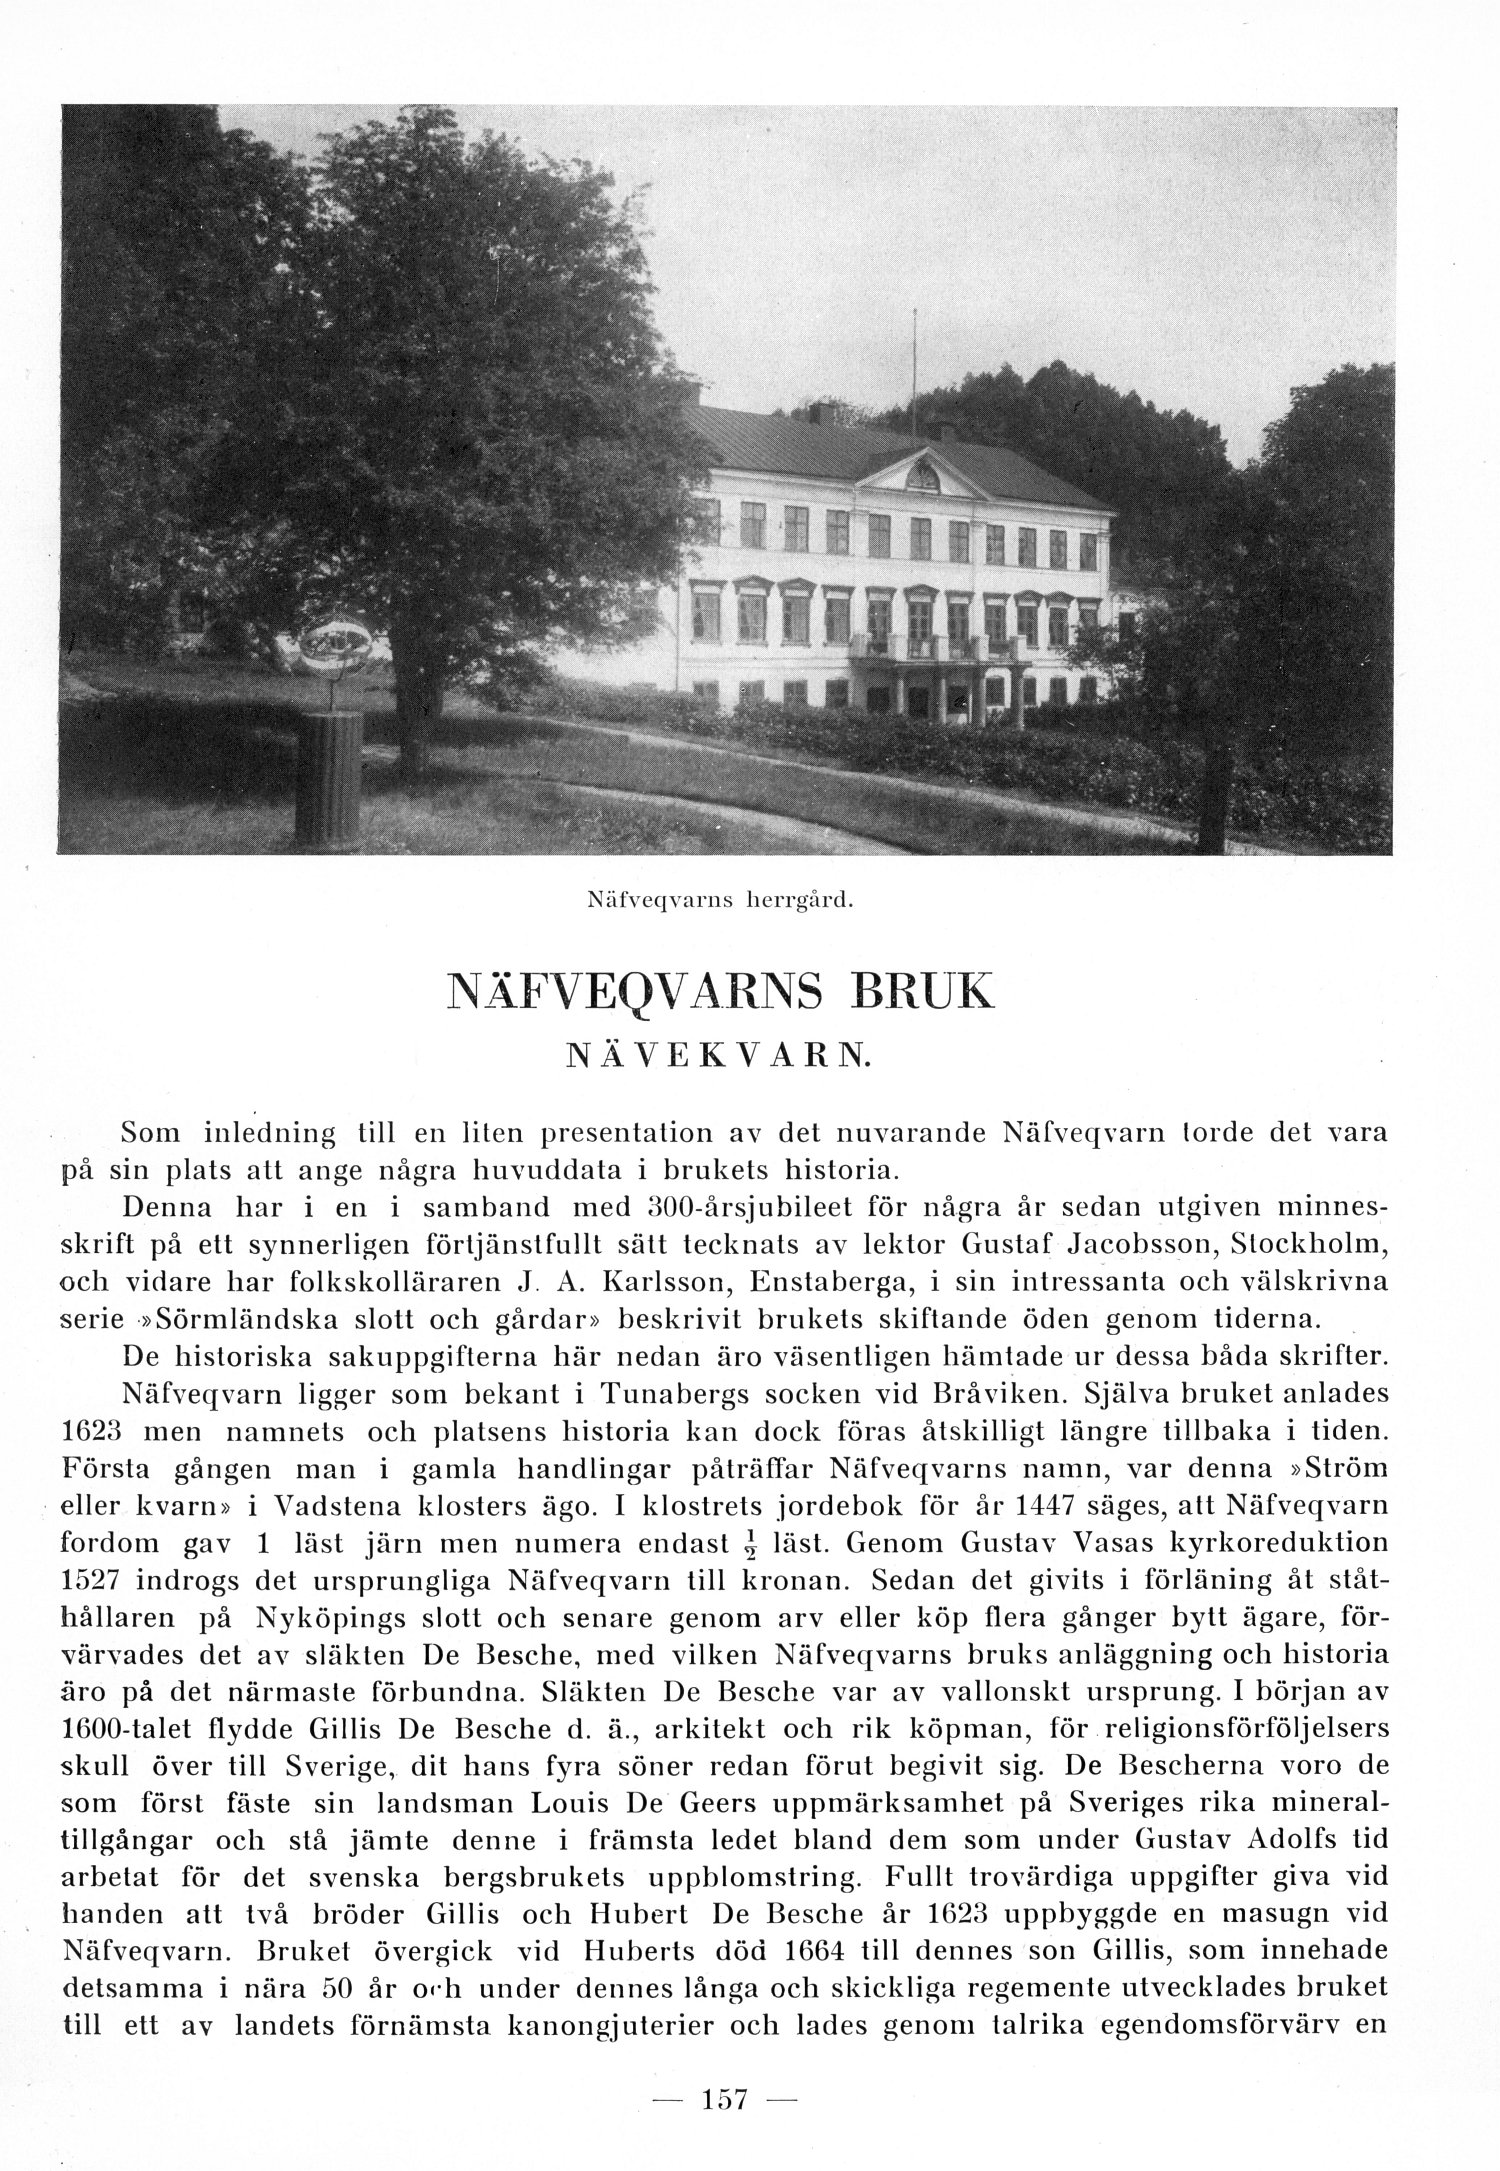 Näfveqvarns herrgård.
NÄFVEQVARNS BRUK
NÄVEKVARN.
Som inledning till en liten presentation av det nuvarande Näfveqvarn torde det vara
på sin plats att ange några huvuddata i brukets historia.
Denna har i en i samband med 300-årsjubileet för några år sedan utgiven minnes-
skrift på ett synnerligen förtjänstfullt sätt tecknats av lektor Gustaf Jacobsson, Stockholm,
och vidare har folkskolläraren J. A. Karlsson, Enstaberga, i sin intressanta och välskrivna
serie »Sörmländska slott och gårdar» beskrivit brukets skiftande öden genom tiderna.
De historiska sakuppgifterna här nedan äro väsentligen hämtade ur dessa båda skrifter.
Näfveqvarn ligger som bekant i Tunabergs socken vid Bråviken. Själva bruket anlades
1623 men namnets och platsens historia kan dock föras åtskilligt längre tillbaka i tiden.
Första gången man i gamla handlingar påträffar Näfveqvarns namn, var denna »Ström
eller kvarn» i Vadstena klosters ägo. I klostrets jordebok för år 1447 säges, att Näfveqvarn
fordom gav 1 läst järn men numera endast ½ läst. Genom Gustav Vasas kyrkoreduktion
1527 indrogs det ursprungliga Näfveqvarn till kronan. Sedan det givits i förläning åt ståt-
hållaren på Nyköpings slott och senare genom arv eller köp flera gånger bytt ägare, för-
värvades det av släkten De Besche, med vilken Näfveqvarns bruks anläggning och historia
äro på det närmaste förbundna. Släkten De Besche var av vallonskt ursprung. I början av
1600-talet flydde Gillis De Besche d. ä., arkitekt och rik köpman, för religionsförföljelsers
skull över till Sverige, dit hans fyra söner redan förut begivit sig. De Bescherna voro de
som först fäste sin landsman Louis De Geers uppmärksamhet på Sveriges rika mineral-
tillgångar och stå jämte denne i främsta ledet bland dem som under Gustav Adolfs tid
arbetat för det svenska bergsbrukets uppblomstring. Fullt trovärdiga uppgifter giva vid
handen att två bröder Gillis och Hubert De Besche år 1623 uppbyggde en masugn vid
Näfveqvarn. Bruket övergick vid Huberts död 1664 till dennes son Gillis, som innehade
detsamma i nära 50 år och under dennes långa och skickliga regemente utvecklades bruket
till ett av landets förnämsta kanongjuterier och lades genom talrika egendomsförvärv en
— 157 —